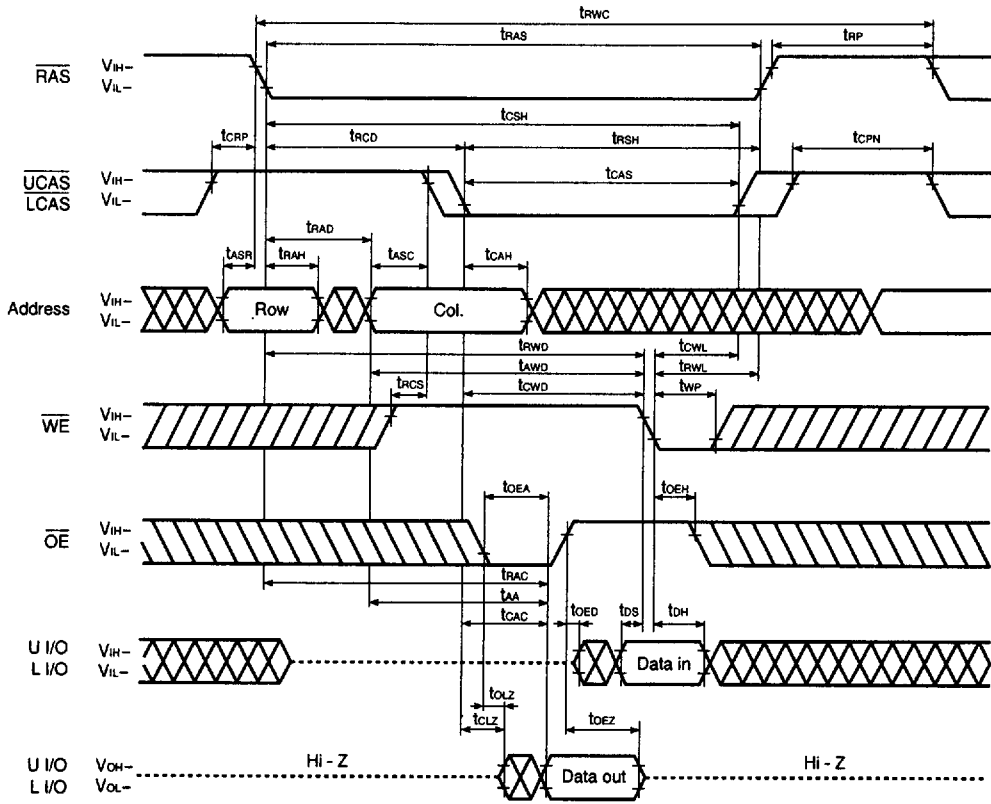 tRWC
tRAS tRP
RAS VIH–
VIL–
tCSH
tCRP tRCD tRSH tCPN
UCAS VIH–
tCAS
LCAS VIL–
tRAD
tASR tRAH tASC tCAH
Address VIH–
VIL–
Row Col.
tRWD tCWL
tAWD tRWL
tRCS tCWD tWP
WE VIH–
VIL–
tOEA tOEH
OE VIH–
VIL–
tRAC
tAA
tCAC tOED tDS tDH
U I/O VIH–
L I/O VIL–
Data in
tOLZ
tCLZ tOEZ
Hi - Z Hi - Z
U I/O VOH–
L I/O VOL–
Data out